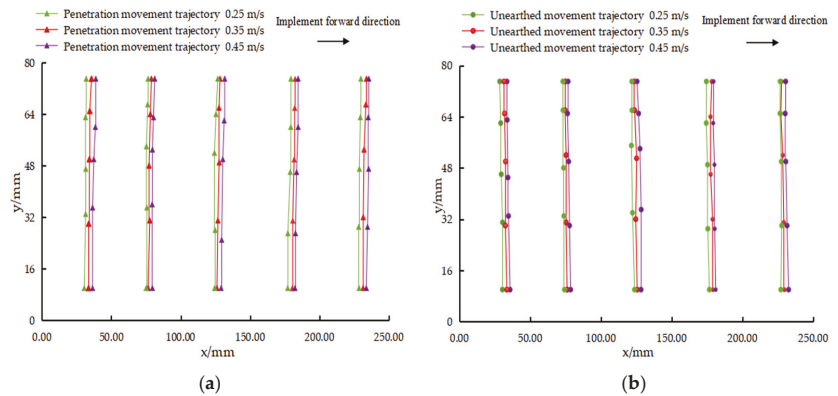 Penetration movement trajectory 0.25 m/s
Penetration movement trajectory 0.35 m/s
Penetration movement trajectory 0.45 m/s
Implement forward direction
80
64
48
32
16
0
y/mm
0.00 50.00 100.00 150.00 200.00 250.00
x/mm
(a)
Unearthed movement trajectory 0.25 m/s
Unearthed movement trajectory 0.35 m/s
Unearthed movement trajectory 0.45 m/s
Implement forward direction
80
64
48
32
16
0
y/mm
0.00 50.00 100.00 150.00 200.00 250.00
x/mm
(b)